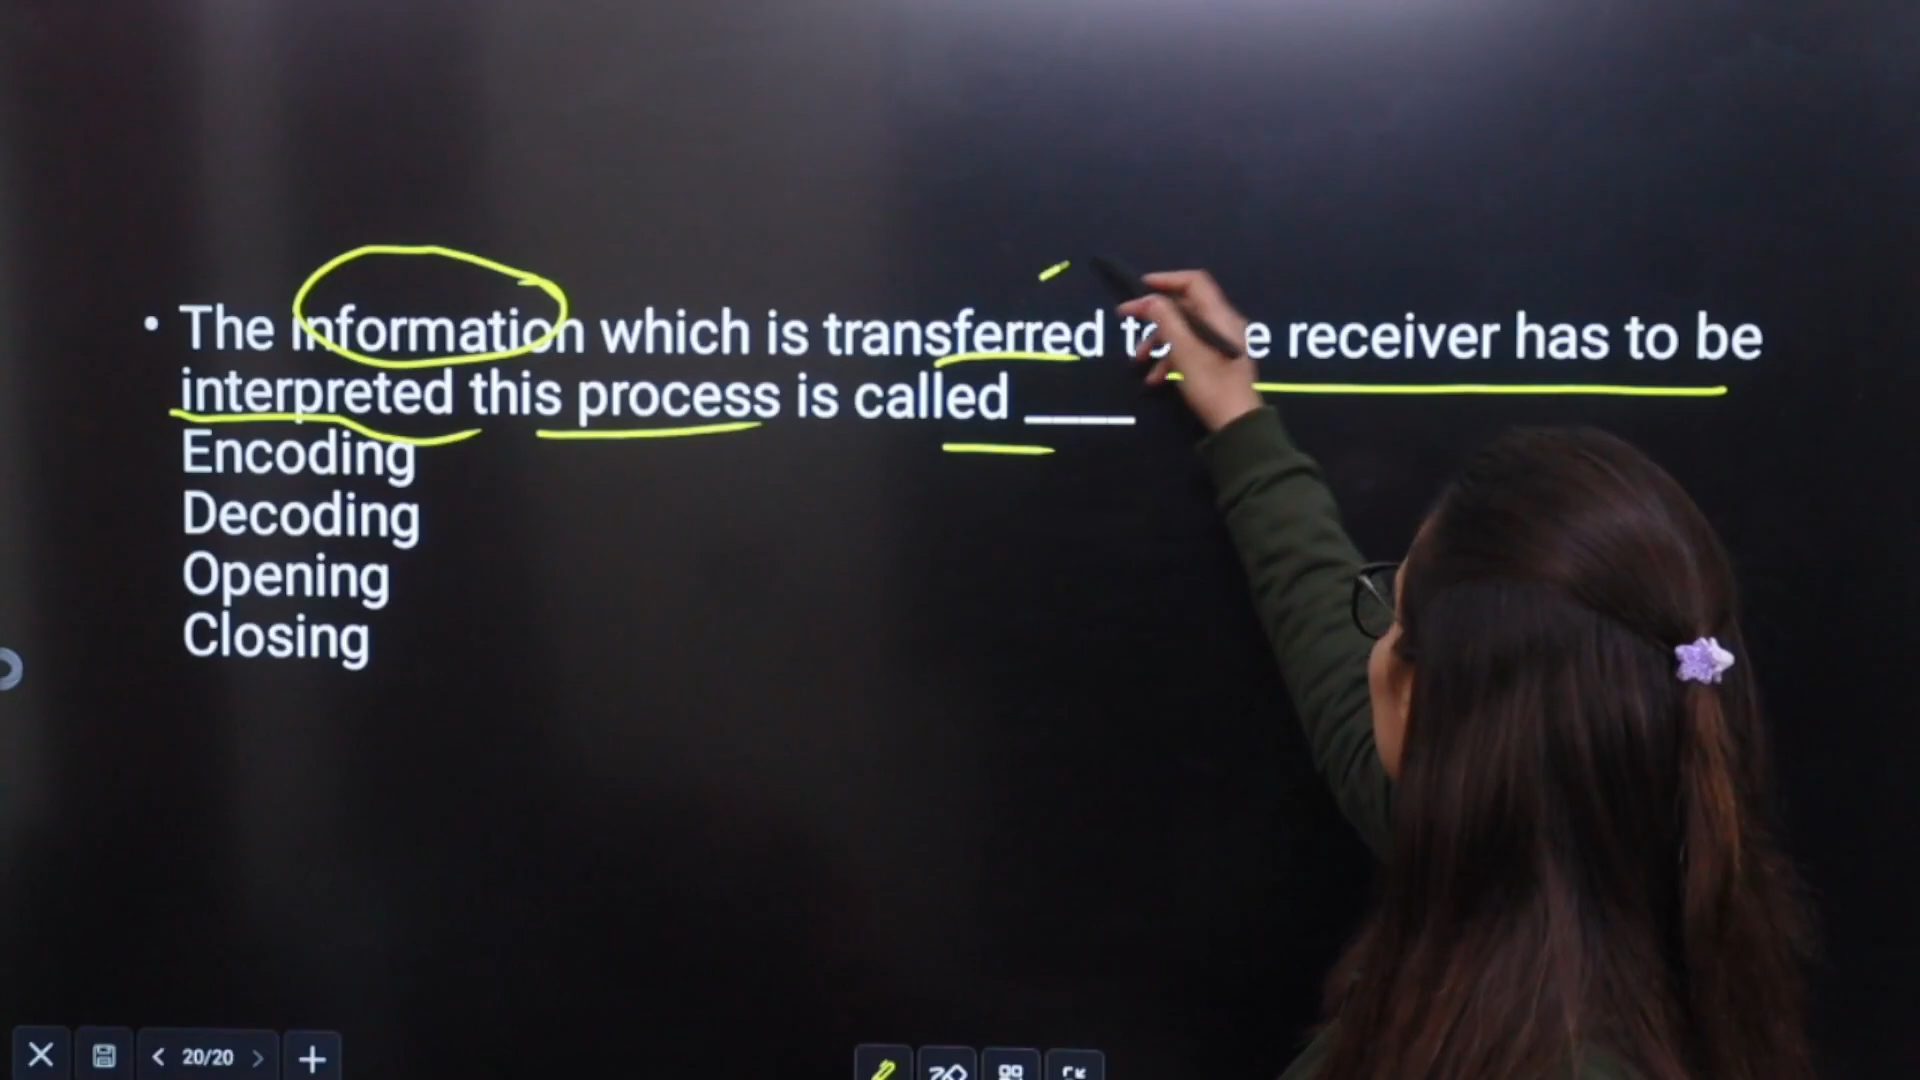 • The information which is transferred to receiver has to be
interpreted this process is called ____
Encoding
Decoding
Opening
Closing
20/20